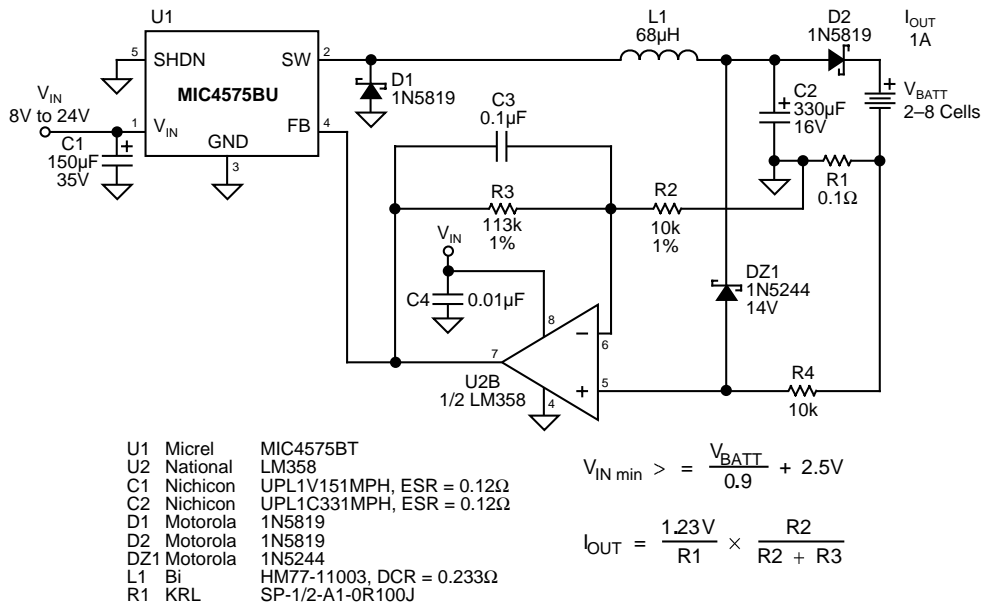 U1
5
SHDN
SW
2
MIC4575BU
V_IN
8V to 24V
1
V_IN
FB
4
GND
3
C1
150µF
35V
D1
1N5819
L1
68µH
D2
1N5819
I_OUT
1A
C2
330µF
16V
V_BATT
2–8 Cells
R1
0.1Ω
C3
0.1µF
R3
113k
1%
R2
10k
1%
V_IN
C4
0.01µF
8
6
7
5
4
U2B
1/2 LM358
DZ1
1N5244
14V
R4
10k
U1 Micrel MIC4575BT
U2 National LM358
C1 Nichicon UPL1V151MPH, ESR = 0.12Ω
C2 Nichicon UPL1C331MPH, ESR = 0.12Ω
D1 Motorola 1N5819
D2 Motorola 1N5819
DZ1 Motorola 1N5244
L1 Bi HM77-11003, DCR = 0.233Ω
R1 KRL SP-1/2-A1-0R100J
V_IN min > = V_BATT / 0.9 + 2.5V
I_OUT = 1.23V / R1 × R2 / R2 + R3